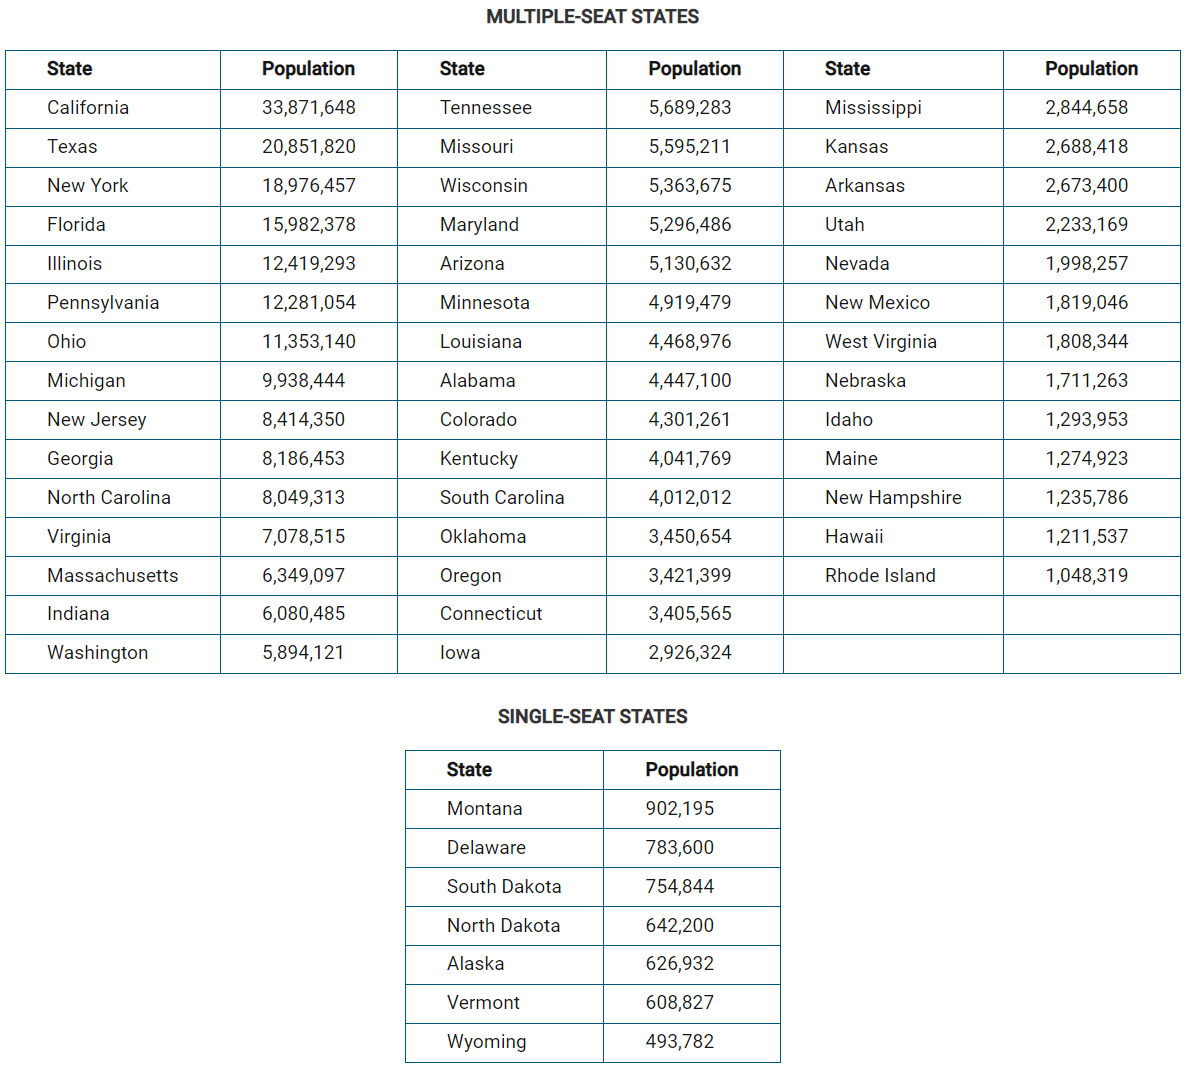 MULTIPLE-SEAT STATES
State Population State Population State Population
California 33,871,648 Tennessee 5,689,283 Mississippi 2,844,658
Texas 20,851,820 Missouri 5,595,211 Kansas 2,688,418
New York 18,976,457 Wisconsin 5,363,675 Arkansas 2,673,400
Florida 15,982,378 Maryland 5,296,486 Utah 2,233,169
Illinois 12,419,293 Arizona 5,130,632 Nevada 1,998,257
Pennsylvania 12,281,054 Minnesota 4,919,479 New Mexico 1,819,046
Ohio 11,353,140 Louisiana 4,468,976 West Virginia 1,808,344
Michigan 9,938,444 Alabama 4,447,100 Nebraska 1,711,263
New Jersey 8,414,350 Colorado 4,301,261 Idaho 1,293,953
Georgia 8,186,453 Kentucky 4,041,769 Maine 1,274,923
North Carolina 8,049,313 South Carolina 4,012,012 New Hampshire 1,235,786
Virginia 7,078,515 Oklahoma 3,450,654 Hawaii 1,211,537
Massachusetts 6,349,097 Oregon 3,421,399 Rhode Island 1,048,319
Indiana 6,080,485 Connecticut 3,405,565
Washington 5,894,121 Iowa 2,926,324
SINGLE-SEAT STATES
State Population
Montana 902,195
Delaware 783,600
South Dakota 754,844
North Dakota 642,200
Alaska 626,932
Vermont 608,827
Wyoming 493,782